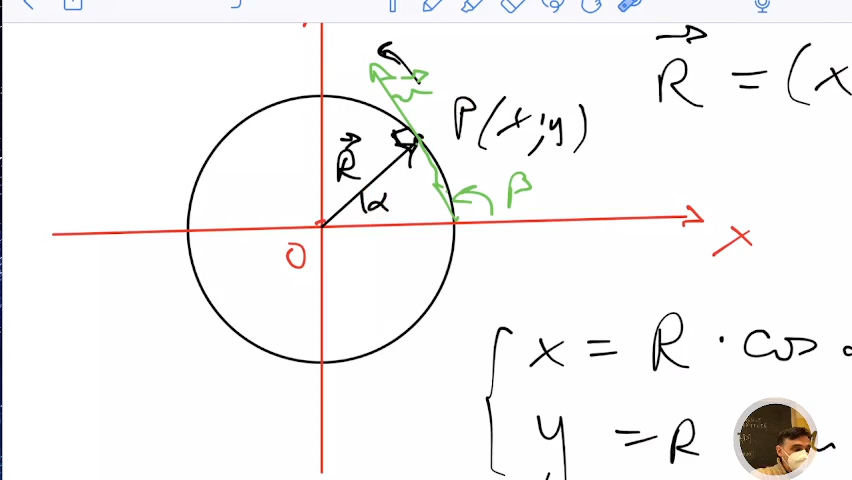 R = (x
P(x;y)
R
α
β
O
x
x = R · cos
y = R